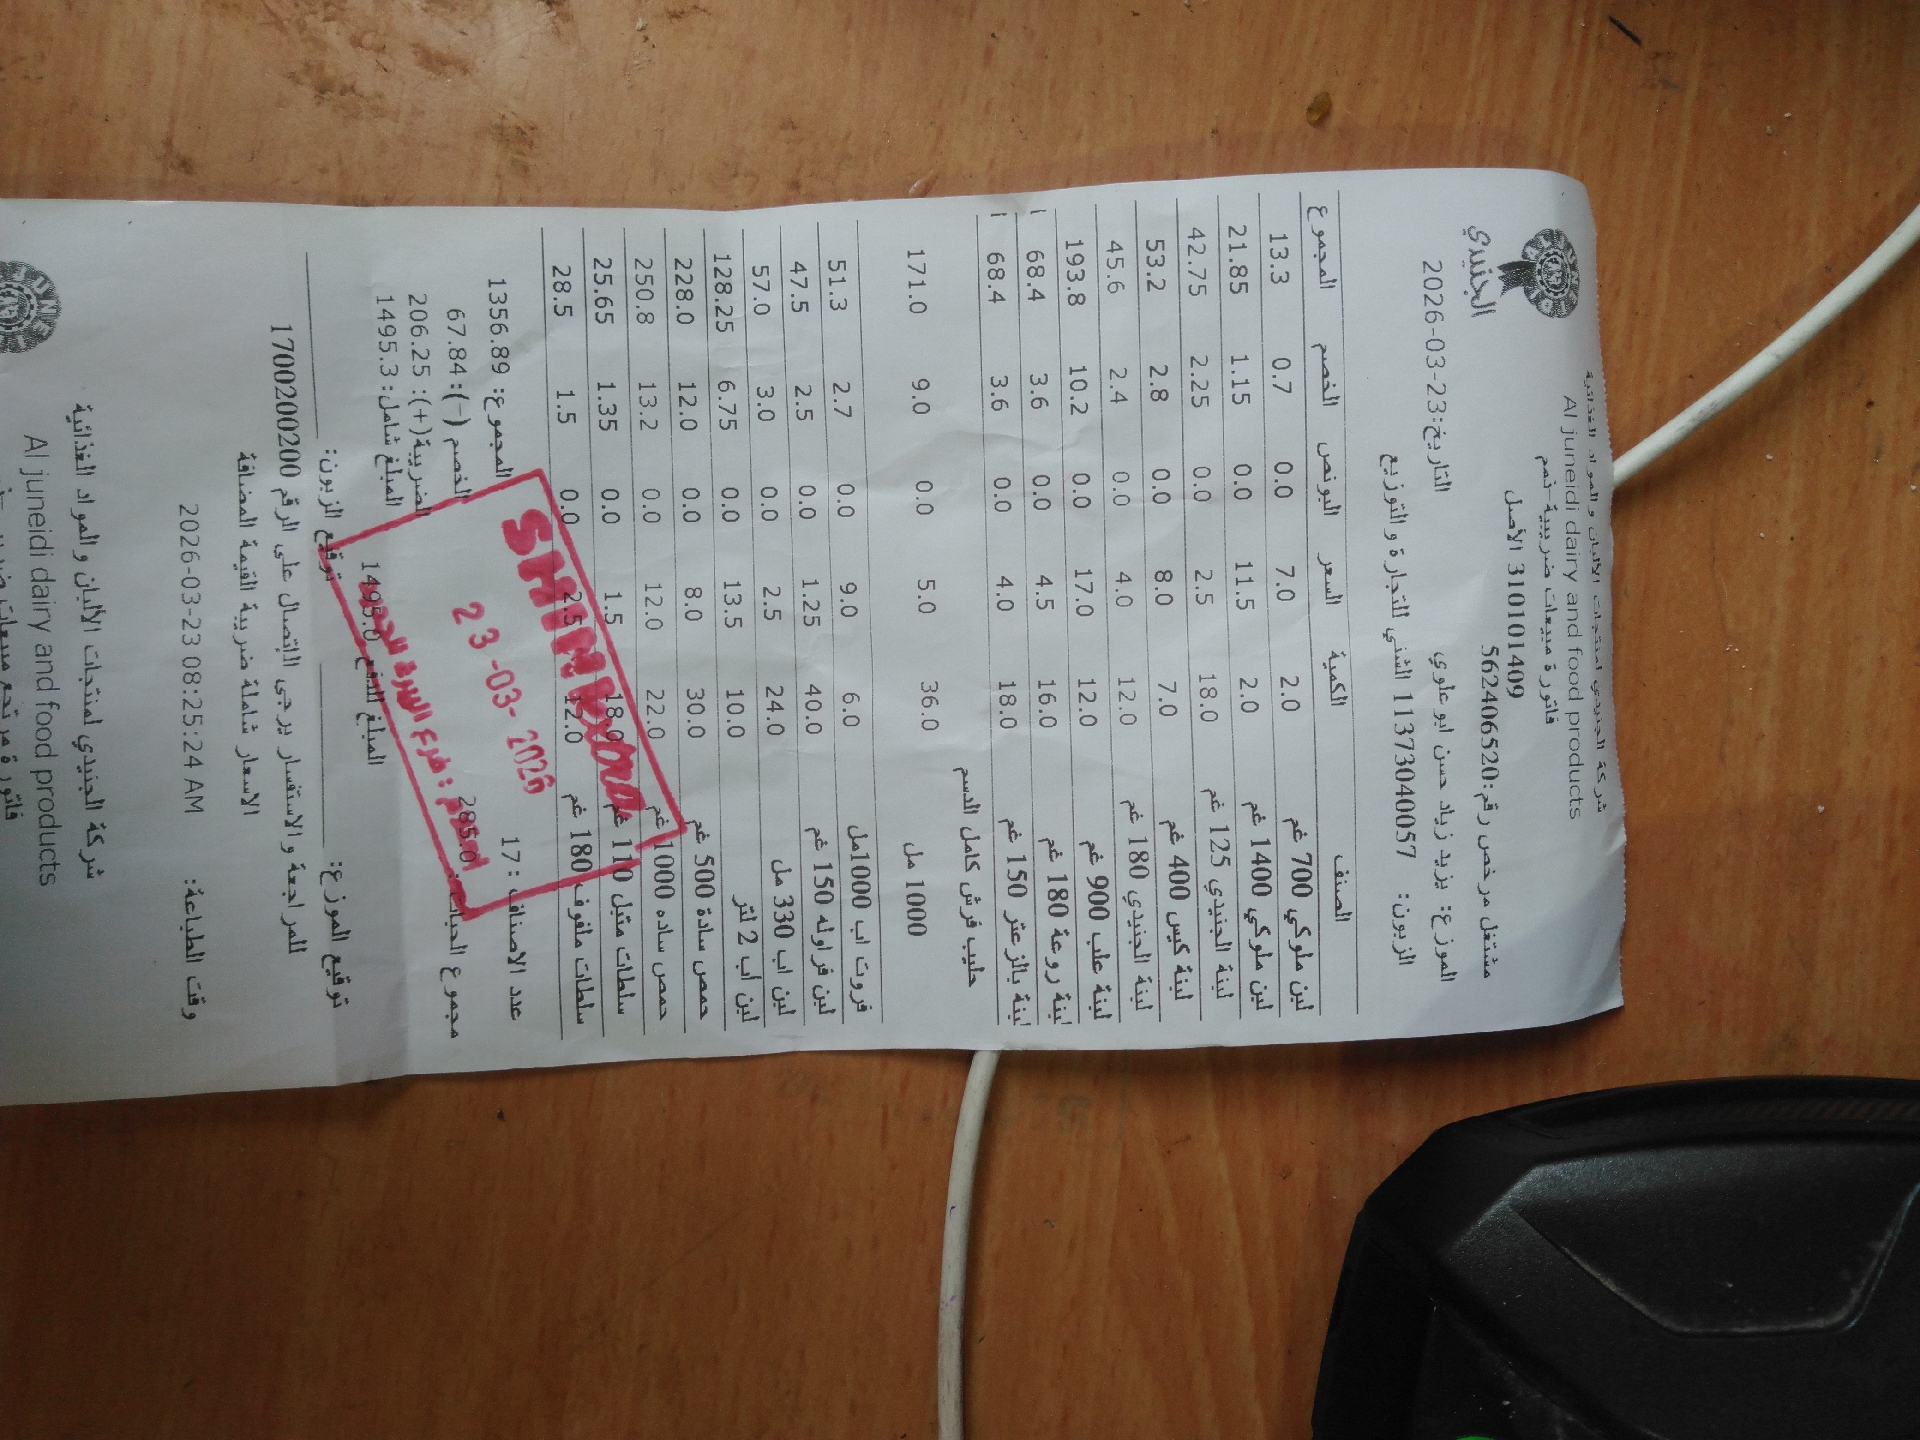 الجنيدي
شركة الجنيدي لمنتجات الألبان و المواد الغذائية
Al juneidi dairy and food products
فاتورة مبيعات ضريبية-ذمم
310101409 الأصل
مشتغل مرخص رقم:562406520
التاريخ:2026-03-23 الموزع: يزيد زياد حسن ابو علوي
الزبون: 11373040057 الشني للتجارة و التوزيع
الصنف الكمية السعر البونص الخصم المجموع
لبن ملوكي 700 غم 2.0 7.0 0.0 0.7 13.3
لبن ملوكي 1400 غم 2.0 11.5 0.0 1.15 21.85
لبنة الجنيدي 125 غم 18.0 2.5 0.0 2.25 42.75
لبنة كيس 400 غم 7.0 8.0 0.0 2.8 53.2
لبنة الجنيدي 180 غم 12.0 4.0 0.0 2.4 45.6
لبنة علب 900 غم 12.0 17.0 0.0 10.2 193.8
لبنة روعة 180 غم 16.0 4.5 0.0 3.6 68.4
لبنة بالزعتر 150 غم 18.0 4.0 0.0 3.6 68.4
حليب فرش كامل الدسم
1000 مل 36.0 5.0 0.0 9.0 171.0
فروت اب 1000مل 6.0 9.0 0.0 2.7 51.3
لبن فراوله 150 غم 40.0 1.25 0.0 2.5 47.5
لبن اب 330 مل 24.0 2.5 0.0 3.0 57.0
لبن اب 2 لتر 10.0 13.5 0.0 6.75 128.25
حمص سادة 500 غم 30.0 8.0 0.0 12.0 228.0
حمص ساده 1000 غم 22.0 12.0 0.0 13.2 250.8
سلطات متبل 110 غم 18.0 1.5 0.0 1.35 25.65
سلطات ملفوف 180 غم 12.0 2.5 0.0 1.5 28.5
عدد الاصناف : 17 المجموع: 1356.89
مجموع الحبات: 285.0 الخصم (-): 67.84
الضريبة(+): 206.25
المبلغ الدفع 1495.0 المبلغ شامل: 1495.3
23-03-2026
توقيع الموزع: توقيع الزبون:
للمراجعة و الاستفسار يرجى الاتصال على الرقم 1700200200
الاسعار شاملة ضريبة القيمة المضافة
وقت الطباعة: 2026-03-23 08:25:24 AM
شركة الجنيدي لمنتجات الألبان و المواد الغذائية
Al juneidi dairy and food products